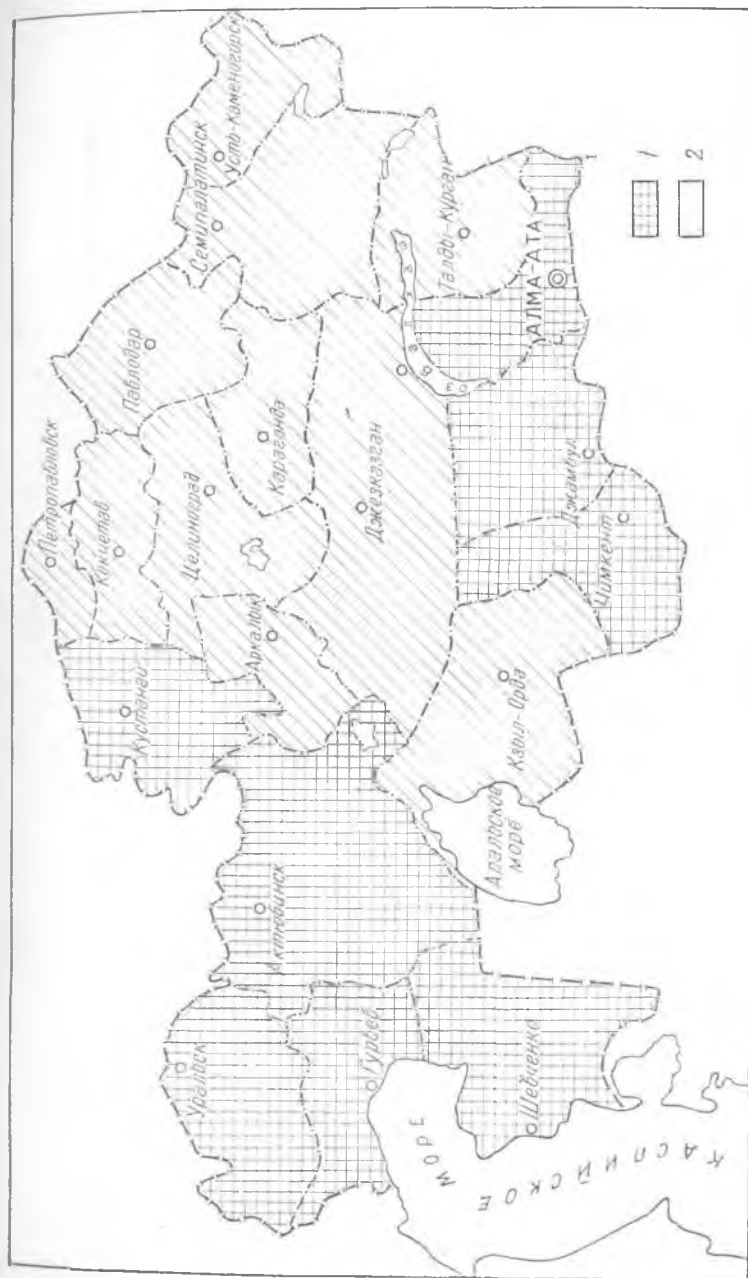 Петропавловск
Кокчетав
Кустанай
Павлодар
Целиноград
Семипалатинск
Усть-Каменогорск
Уральск
Актюбинск
Аркалык
Караганда
Гурьев
Джезказган
Талды-Курган
Аральское
море
Кзыл-Орда
Шевченко
Джамбул
Чимкент
АЛМА-АТА
КАСПИЙСКОЕ
МОРЕ
1
2